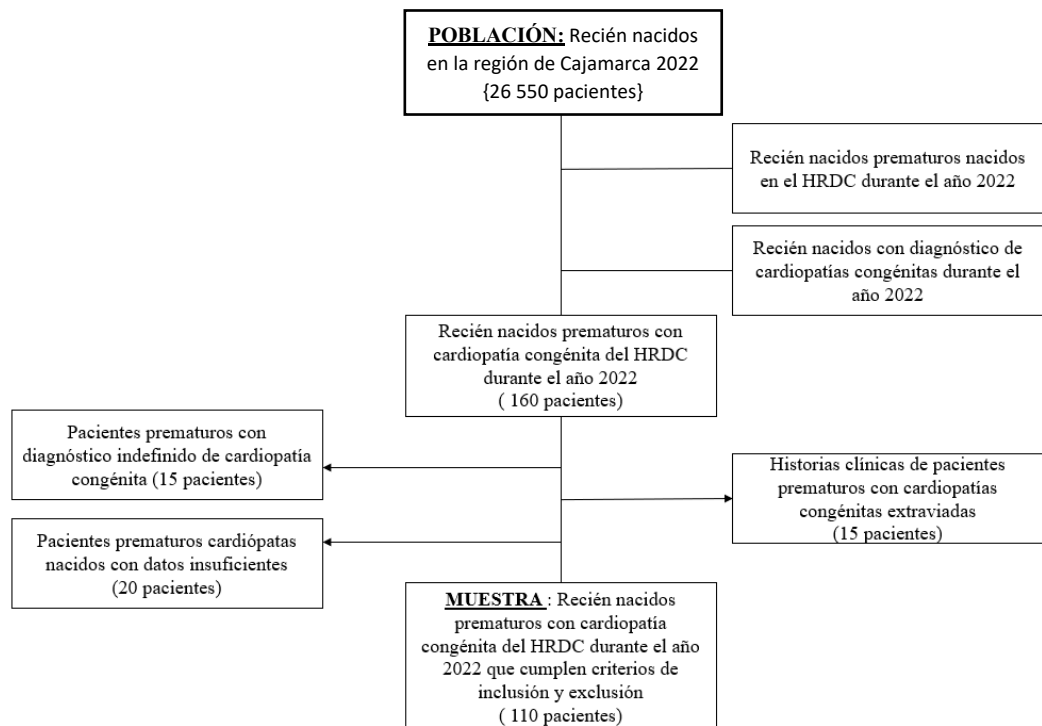 POBLACIÓN: Recién nacidos
en la región de Cajamarca 2022
{26 550 pacientes}
Recién nacidos prematuros nacidos
en el HRDC durante el año 2022
Recién nacidos con diagnóstico de
cardiopatías congénitas durante el
año 2022
Recién nacidos prematuros con
cardiopatía congénita del HRDC
durante el año 2022
( 160 pacientes)
Pacientes prematuros con
diagnóstico indefinido de cardiopatía
congénita (15 pacientes)
Historias clínicas de pacientes
prematuros con cardiopatías
congénitas extraviadas
(15 pacientes)
Pacientes prematuros cardiópatas
nacidos con datos insuficientes
(20 pacientes)
MUESTRA : Recién nacidos
prematuros con cardiopatía
congénita del HRDC durante el año
2022 que cumplen criterios de
inclusión y exclusión
( 110 pacientes)